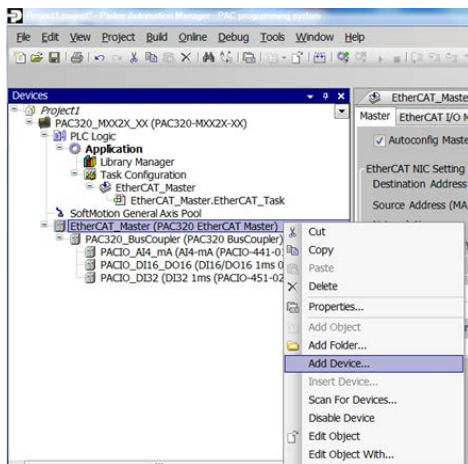 Project1.project* - Parker Automation Manager - PAC programming system
File Edit View Project Build Online Debug Tools Window Help
Devices
Project1
PAC320_MXX2X_XX (PAC320-MXX2X-XX)
PLC Logic
Application
Library Manager
Task Configuration
EtherCAT_Master
EtherCAT_Master.EtherCAT_Task
SoftMotion General Axis Pool
EtherCAT_Master (PAC320 EtherCAT Master)
PAC320_BusCoupler (PAC320 BusCoupler)
PACIO_AI4_mA (AI4-mA (PACIO-441-0
PACIO_DI16_DO16 (DI16/DO16 1ms 0
PACIO_DI32 (DI32 1ms (PACIO-451-02
EtherCAT_Maste
Master EtherCAT I/O M
Autoconfig Maste
EtherCAT NIC Setting
Destination Address
Source Address (MA
Cut
Copy
Paste
Delete
Properties...
Add Object
Add Folder...
Add Device...
Insert Device...
Scan For Devices...
Disable Device
Edit Object
Edit Object With...